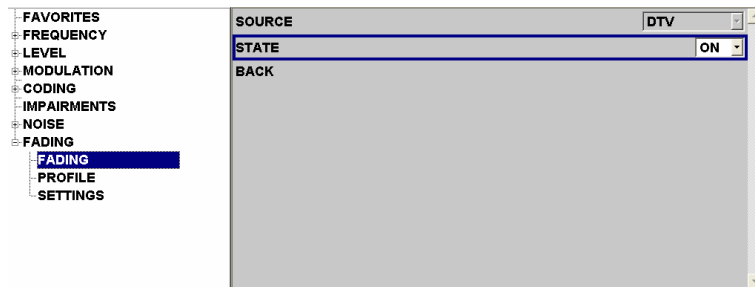 FAVORITES
FREQUENCY
LEVEL
MODULATION
CODING
IMPAIRMENTS
NOISE
FADING
FADING
PROFILE
SETTINGS
SOURCE DTV
STATE ON
BACK